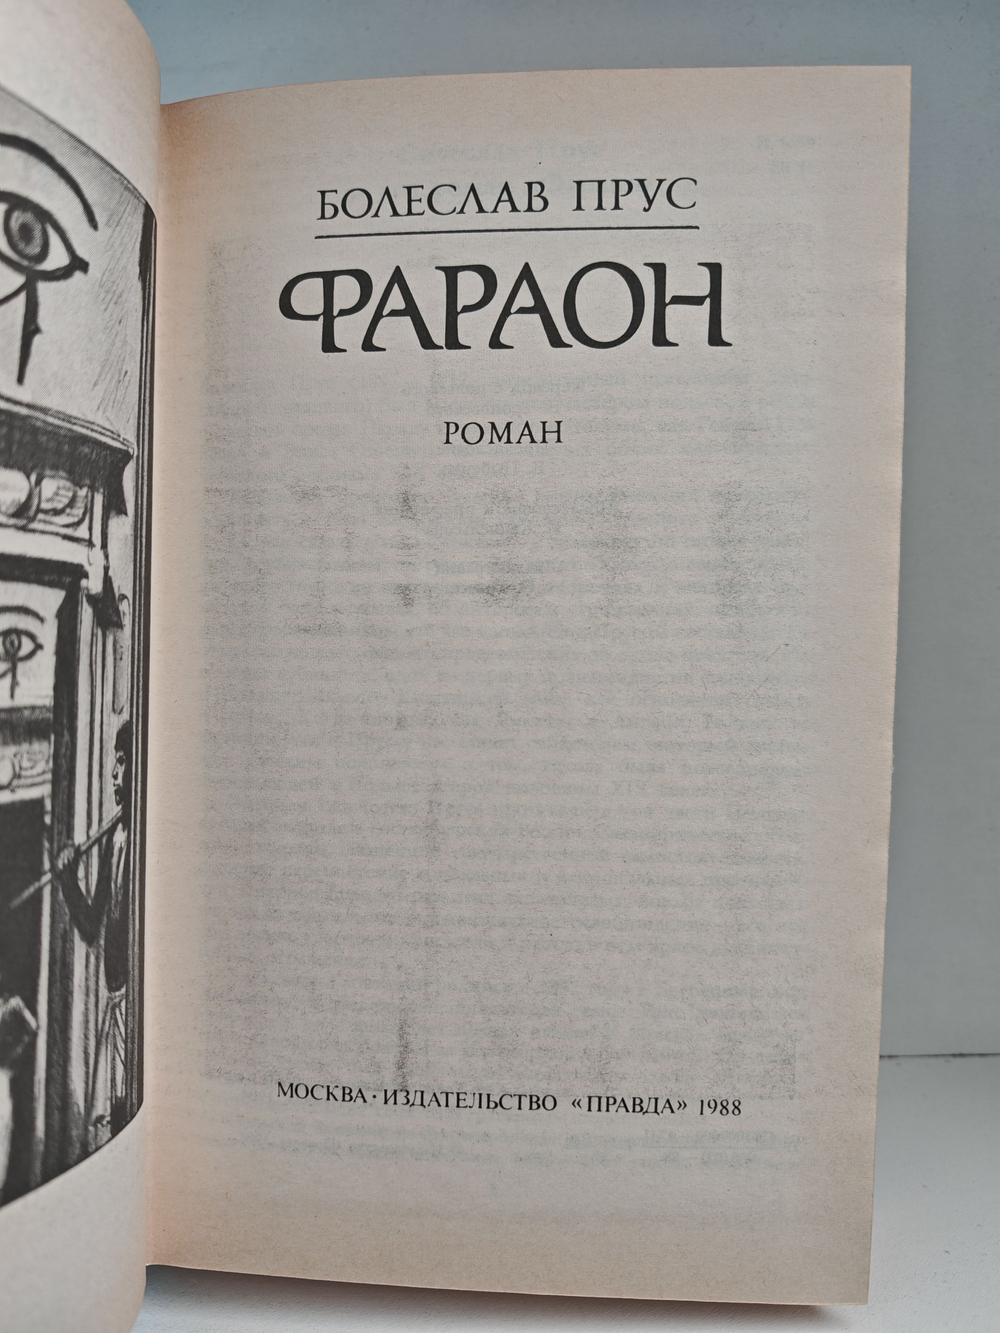 БОЛЕСЛАВ ПРУС
ФАРАОН
РОМАН
МОСКВА · ИЗДАТЕЛЬСТВО «ПРАВДА» 1988